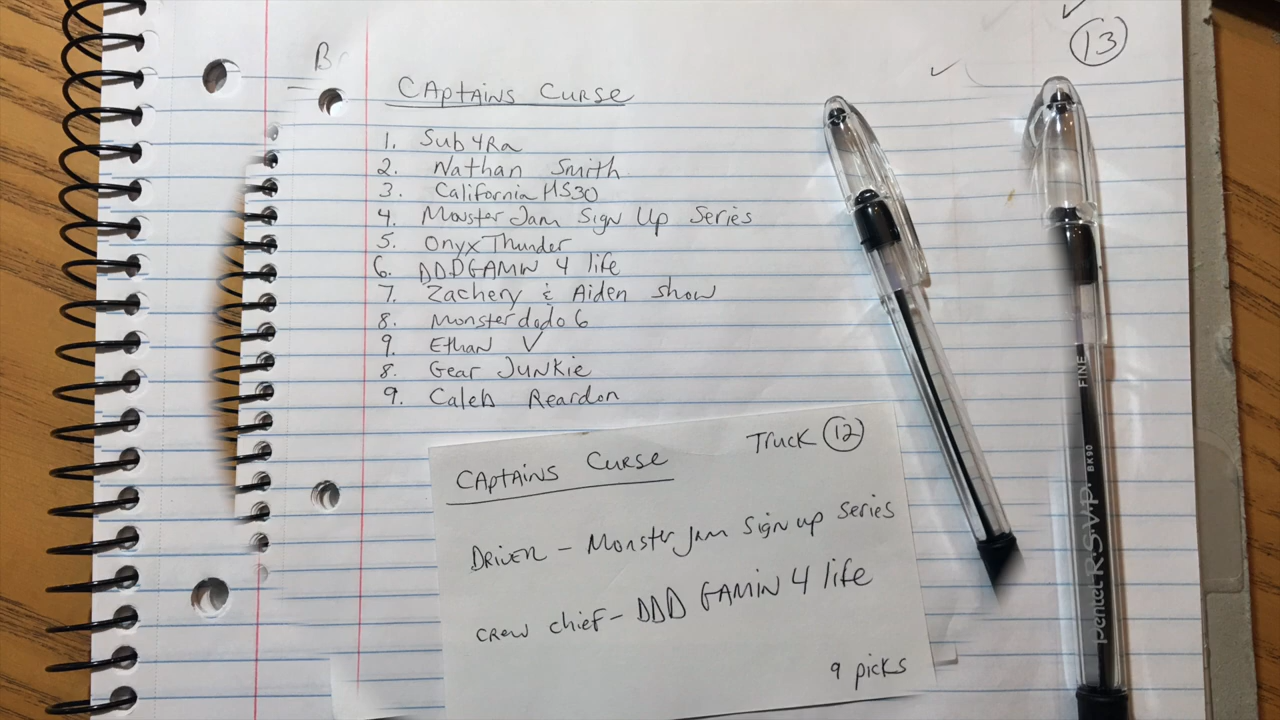 13
Br
CAptAins Curse
1. Sub4Ra
2. Nathan Smith
3. CaliforniaHS30
4. Monster Jam Sign Up Series
5. OnyxThunder
6. DDDGAMIN 4 life
7. Zachery & Aiden Show
8. Monsterdodo6
9. Ethan V
8. Gear JUNKIE
9. Caleb Reardon
CAptAins Curse Truck 12
Driver - Monster Jam Sign up Series
crew chief - DDD GAMIN 4 life
9 picks
Pentel R.S.V.P. BK90 FINE